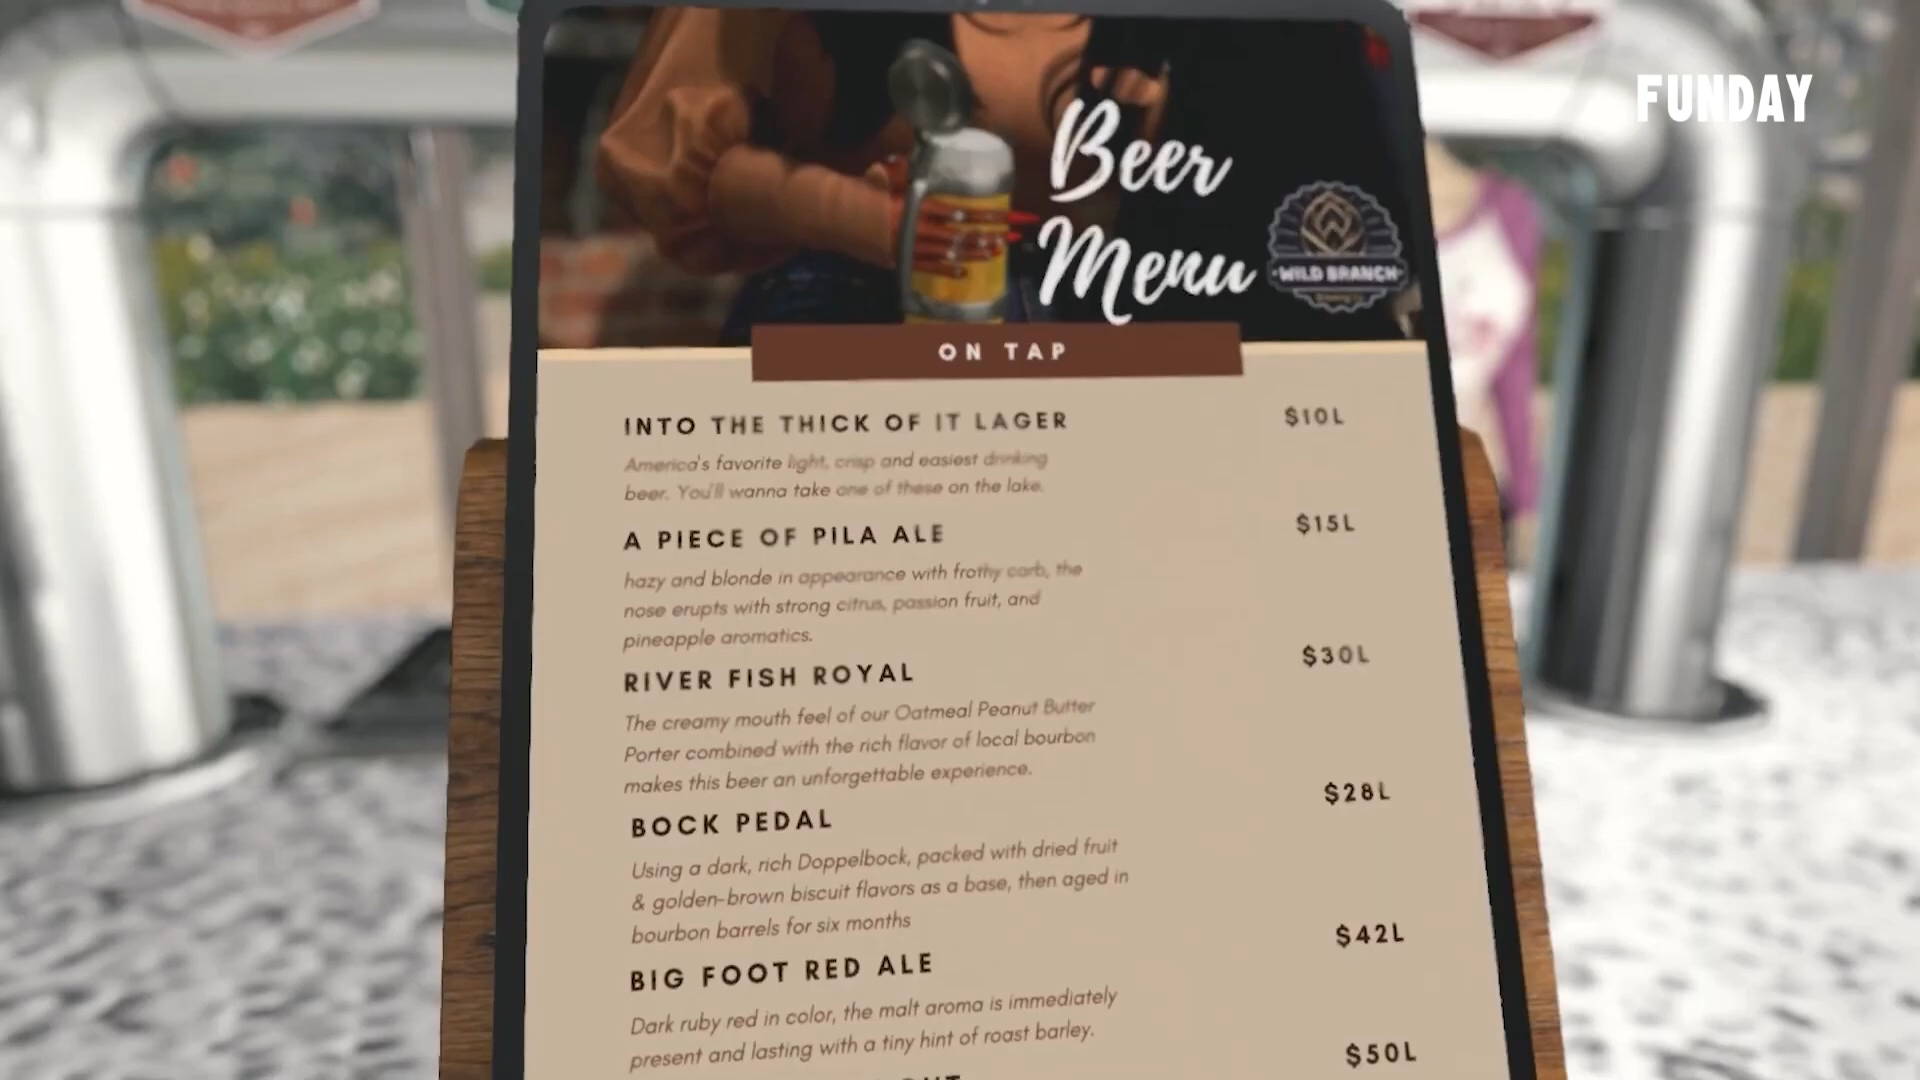 FUNDAY
Beer
Menu
WILD BRANCH
ON TAP
INTO THE THICK OF IT LAGER $10L
America's favorite light, crisp and easiest drinking
beer. You'll wanna take one of these on the lake.
A PIECE OF PILA ALE $15L
hazy and blonde in appearance with frothy carb, the
nose erupts with strong citrus, passion fruit, and
pineapple aromatics.
RIVER FISH ROYAL $30L
The creamy mouth feel of our Oatmeal Peanut Butter
Porter combined with the rich flavor of local bourbon
makes this beer an unforgettable experience.
BOCK PEDAL $28L
Using a dark, rich Doppelbock, packed with dried fruit
& golden-brown biscuit flavors as a base, then aged in
bourbon barrels for six months
BIG FOOT RED ALE $42L
Dark ruby red in color, the malt aroma is immediately
present and lasting with a tiny hint of roast barley.
$50L